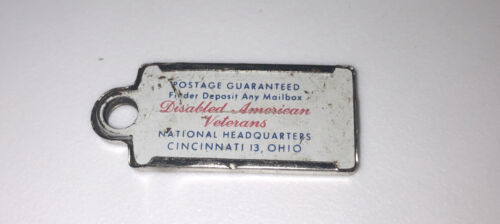 POSTAGE GUARANTEED
Finder Deposit Any Mailbox
Disabled American
Veterans
NATIONAL HEADQUARTERS
CINCINNATI 13, OHIO